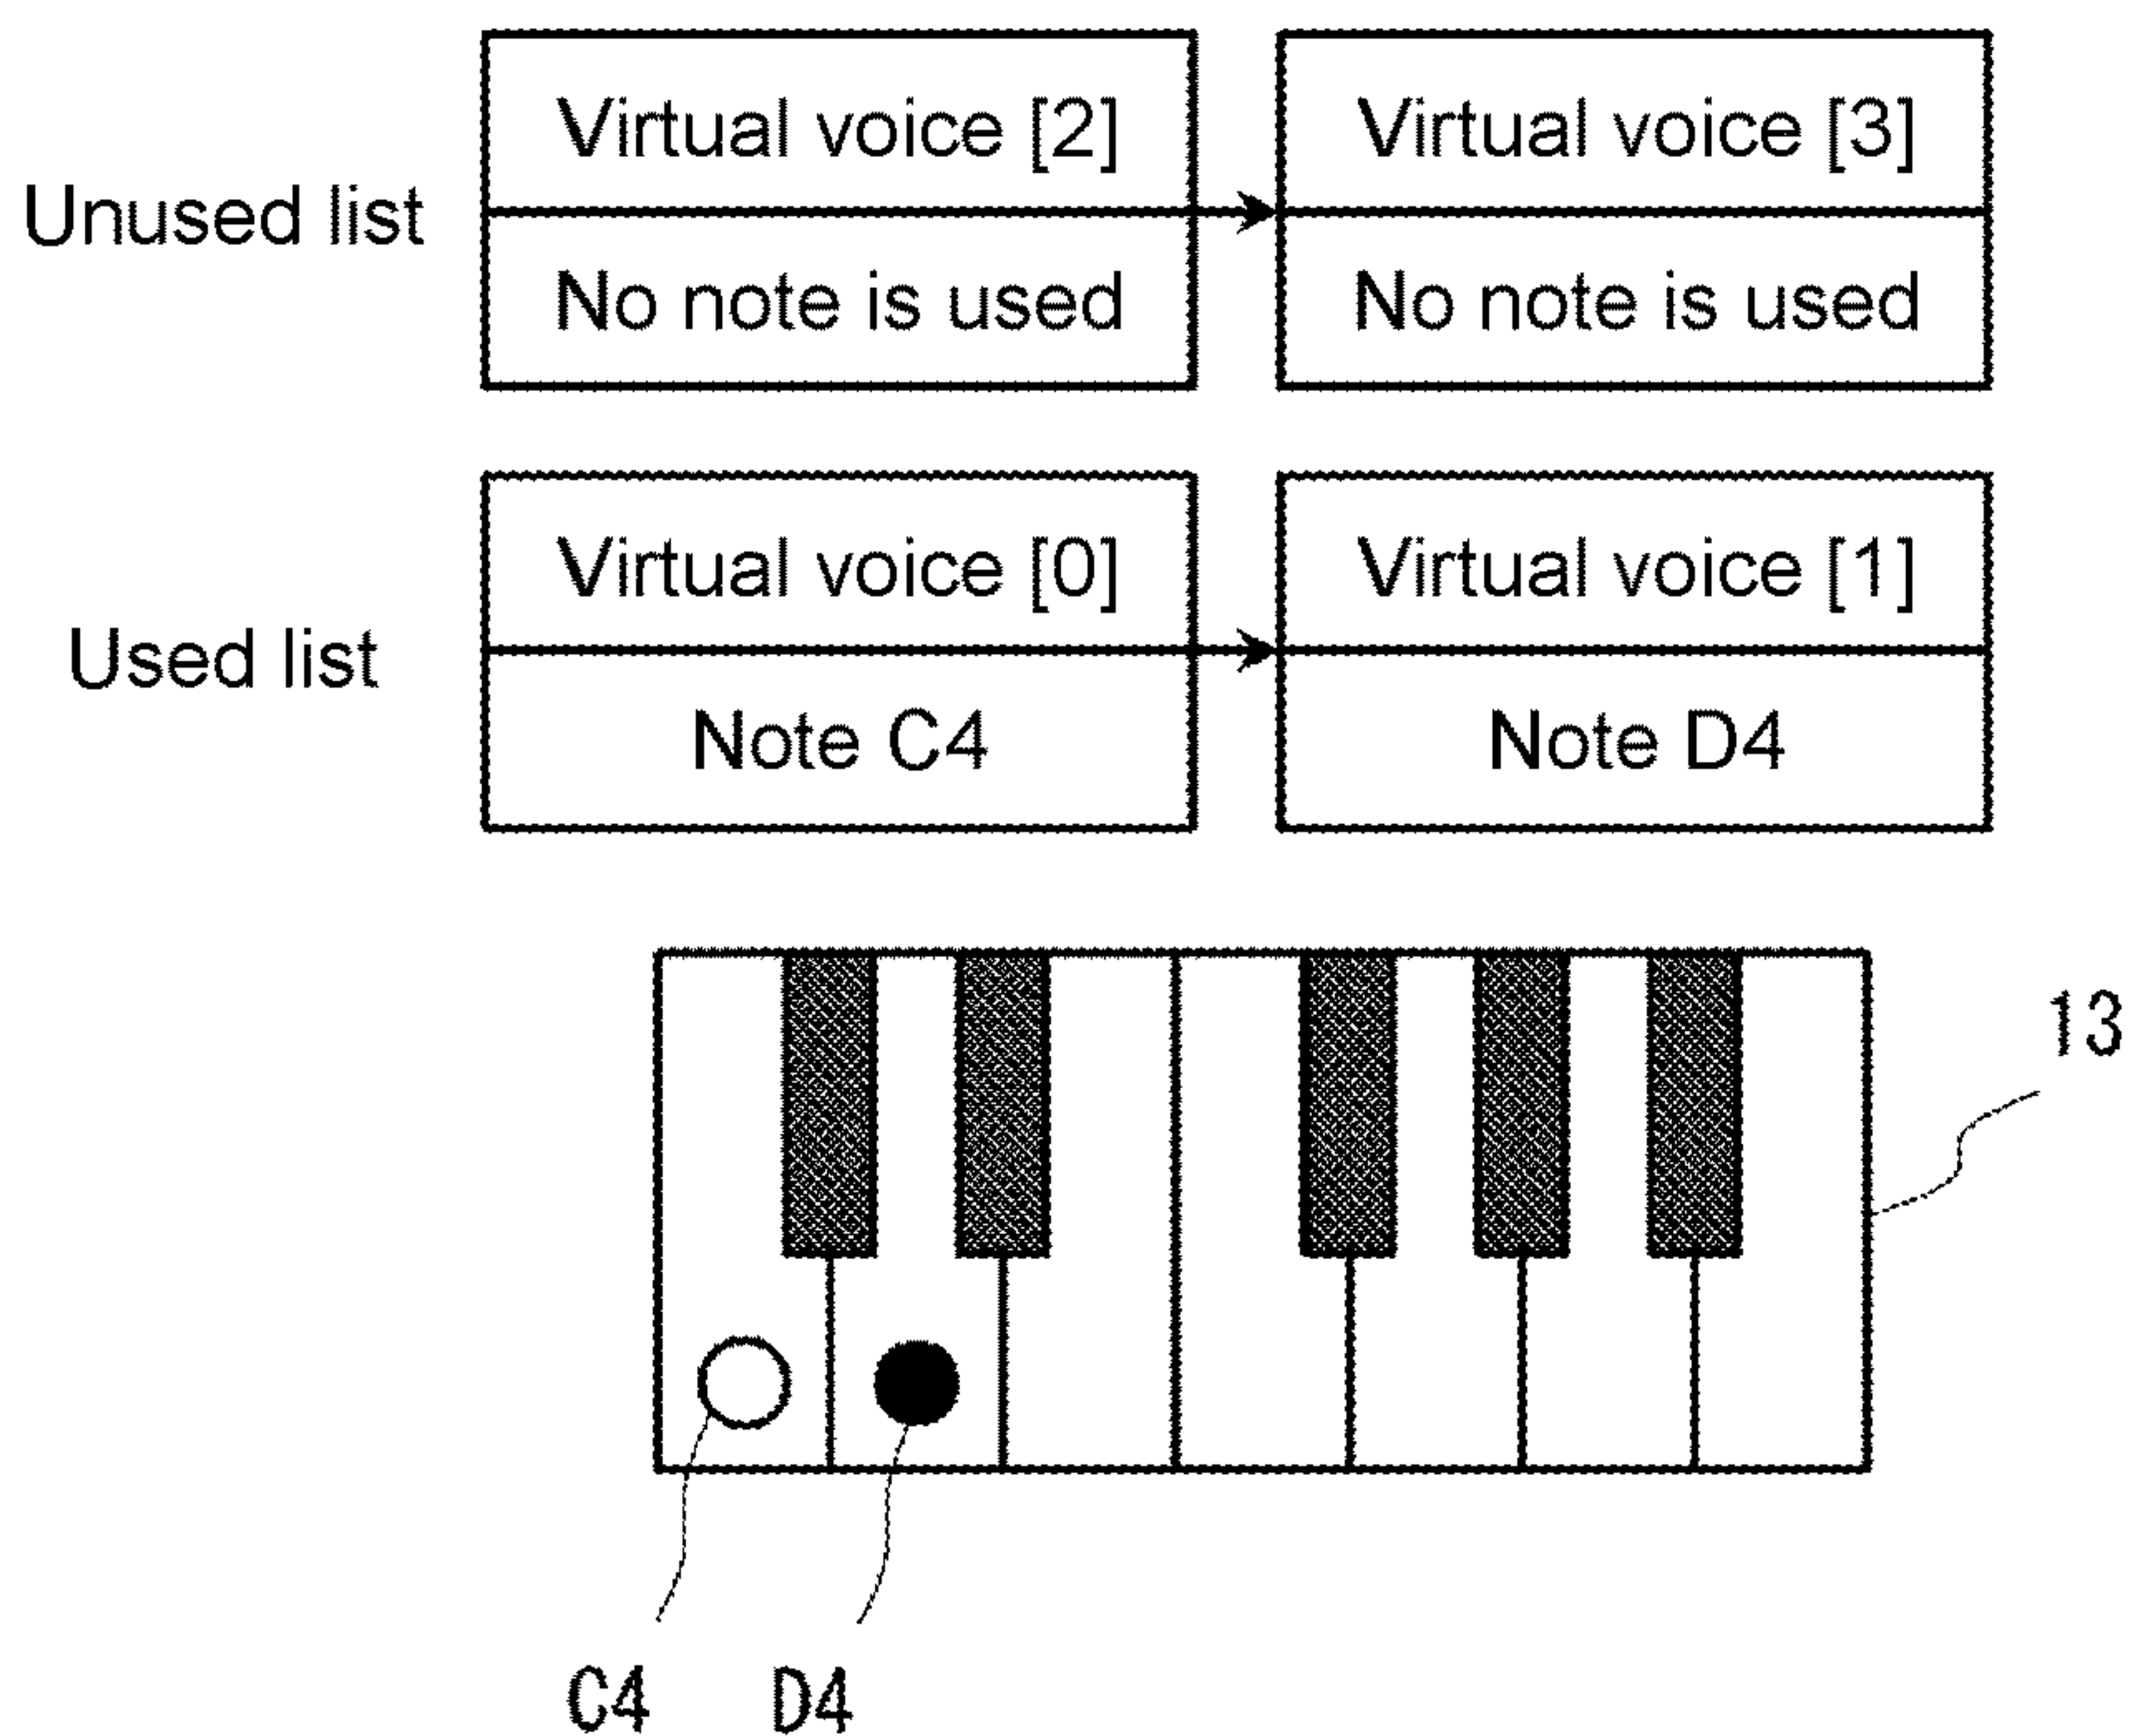 Virtual voice [2]
Virtual voice [3]
Unused list
No note is used
No note is used
Virtual voice [0]
Virtual voice [1]
Used list
Note C4
Note D4
13
C4
D4